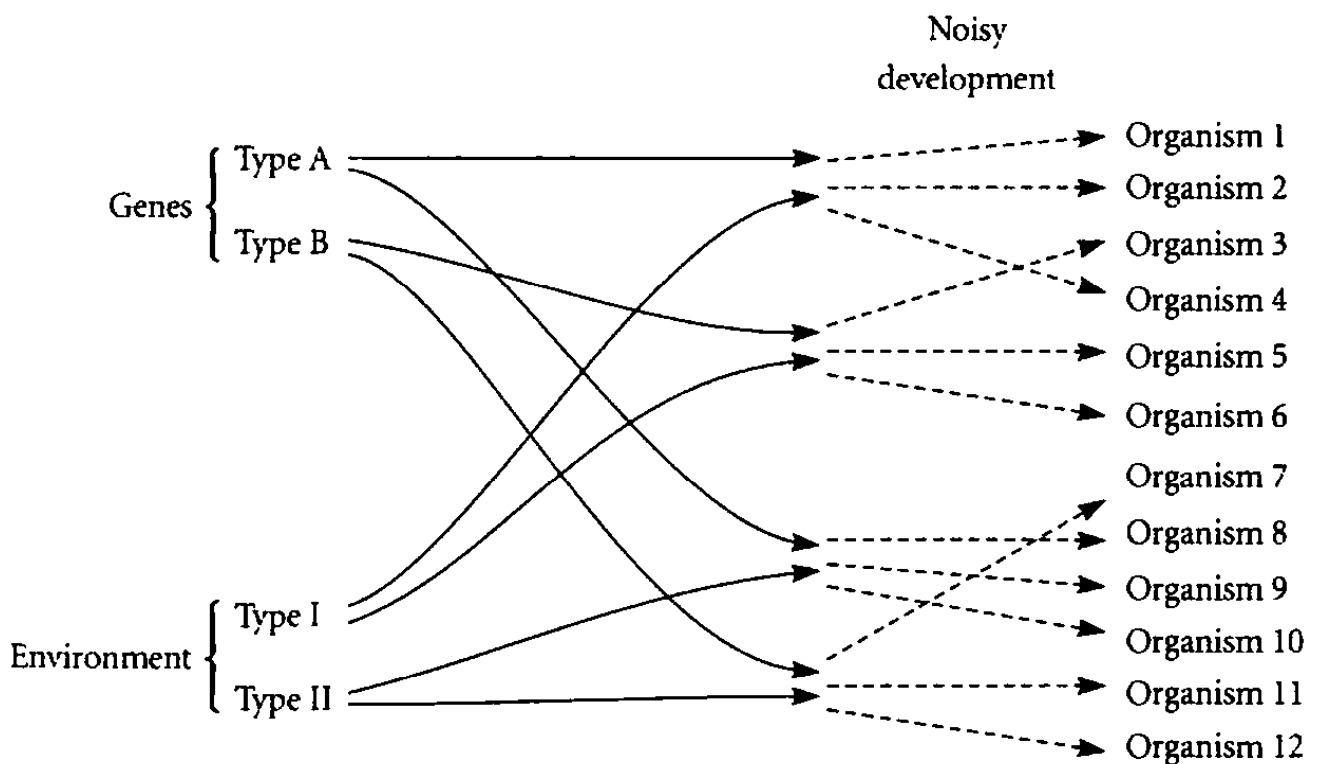 Noisy
development
Organism 1
Type A
Organism 2
Genes
Type B
Organism 3
Organism 4
Organism 5
Organism 6
Organism 7
Organism 8
Organism 9
Type I
Organism 10
Environment
Type II
Organism 11
Organism 12